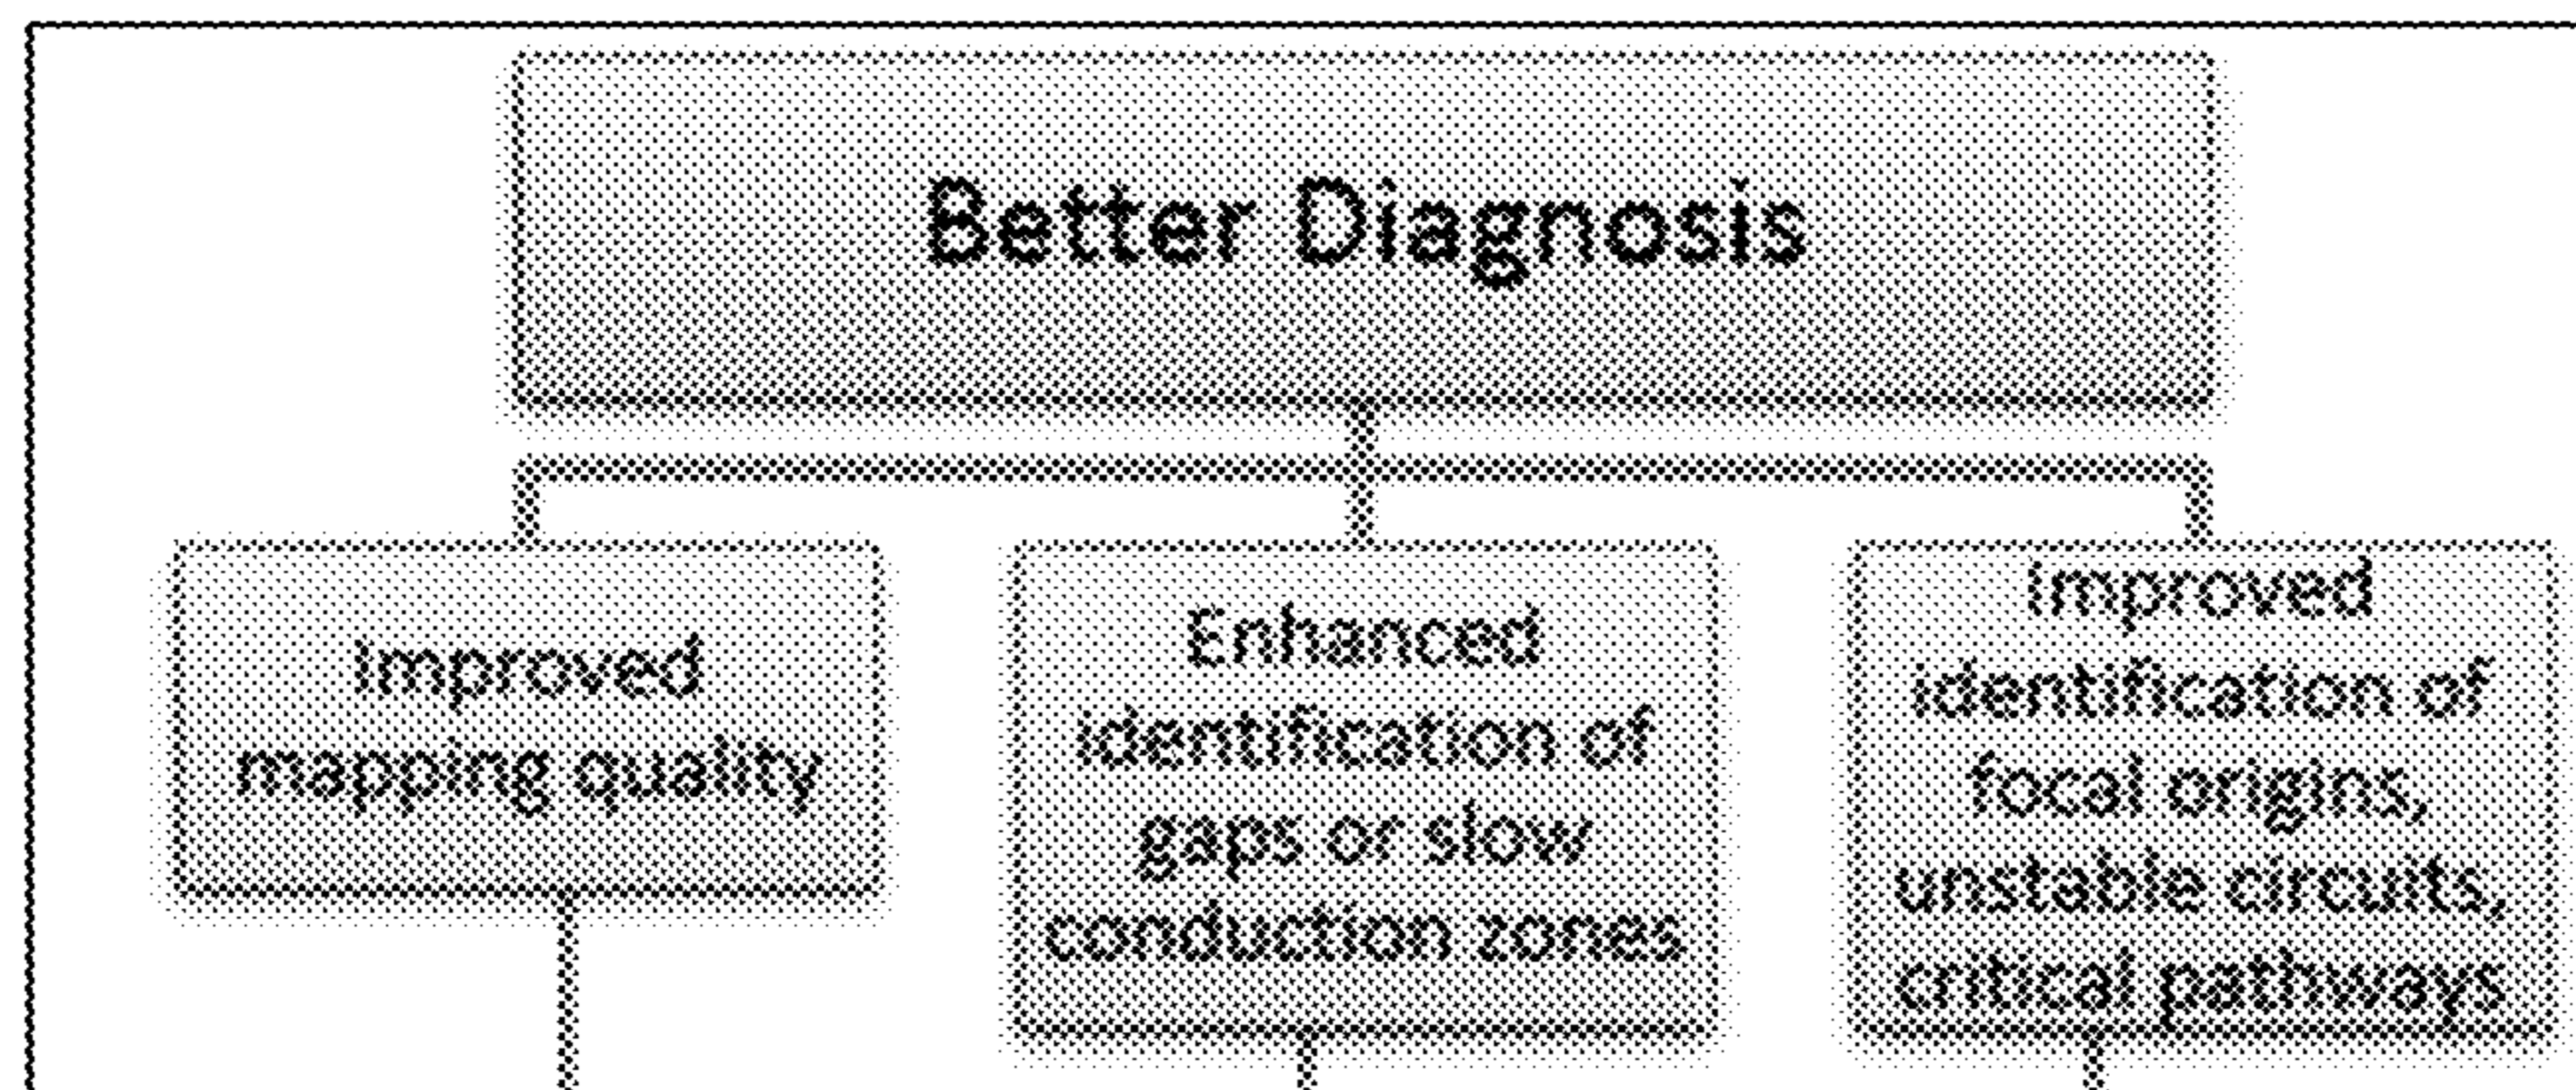 Better Diagnosis
Improved
mapping quality
Enhanced
identification of
gaps or slow
conduction zones
Improved
identification of
focal origins,
unstable circuits,
critical pathways